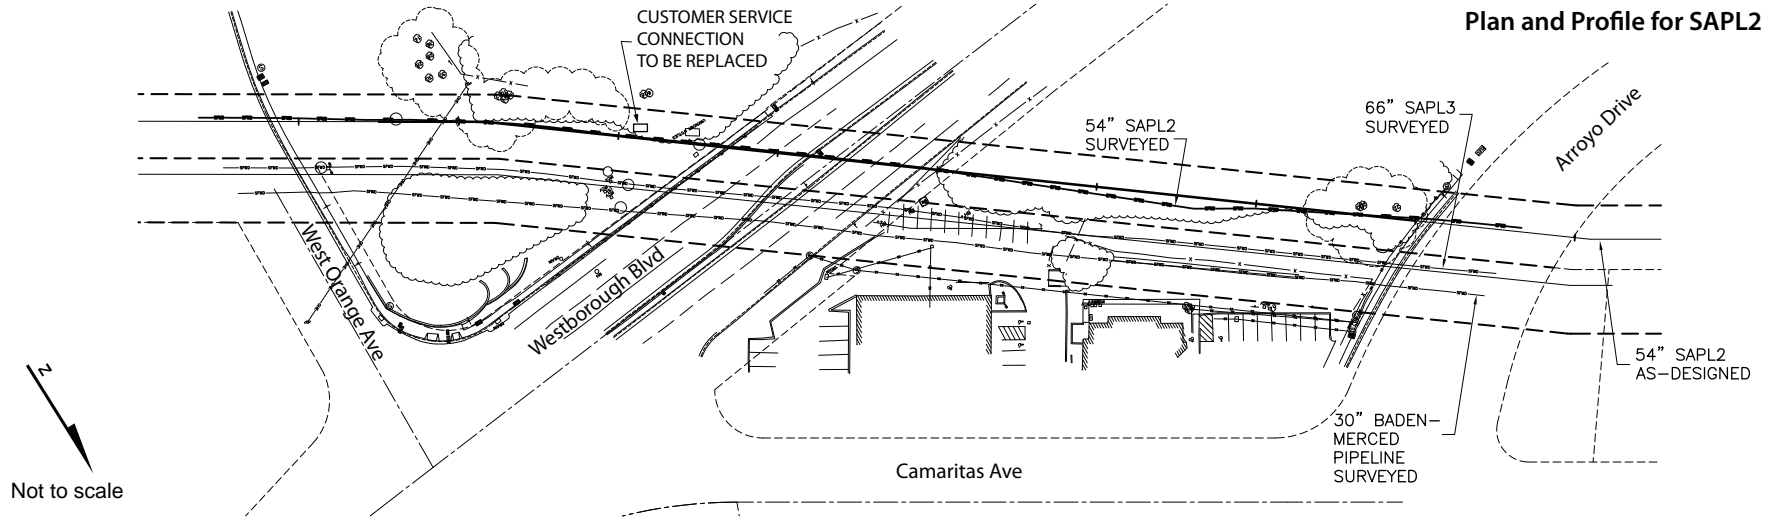 Plan and Profile for SAPL2
CUSTOMER SERVICE
CONNECTION
TO BE REPLACED
54” SAPL2
SURVEYED
66” SAPL3
SURVEYED
Arroyo Drive
West Orange Ave
Westborough Blvd
54” SAPL2
AS-DESIGNED
30” BADEN-
MERCED
PIPELINE
SURVEYED
Camaritas Ave
N
Not to scale